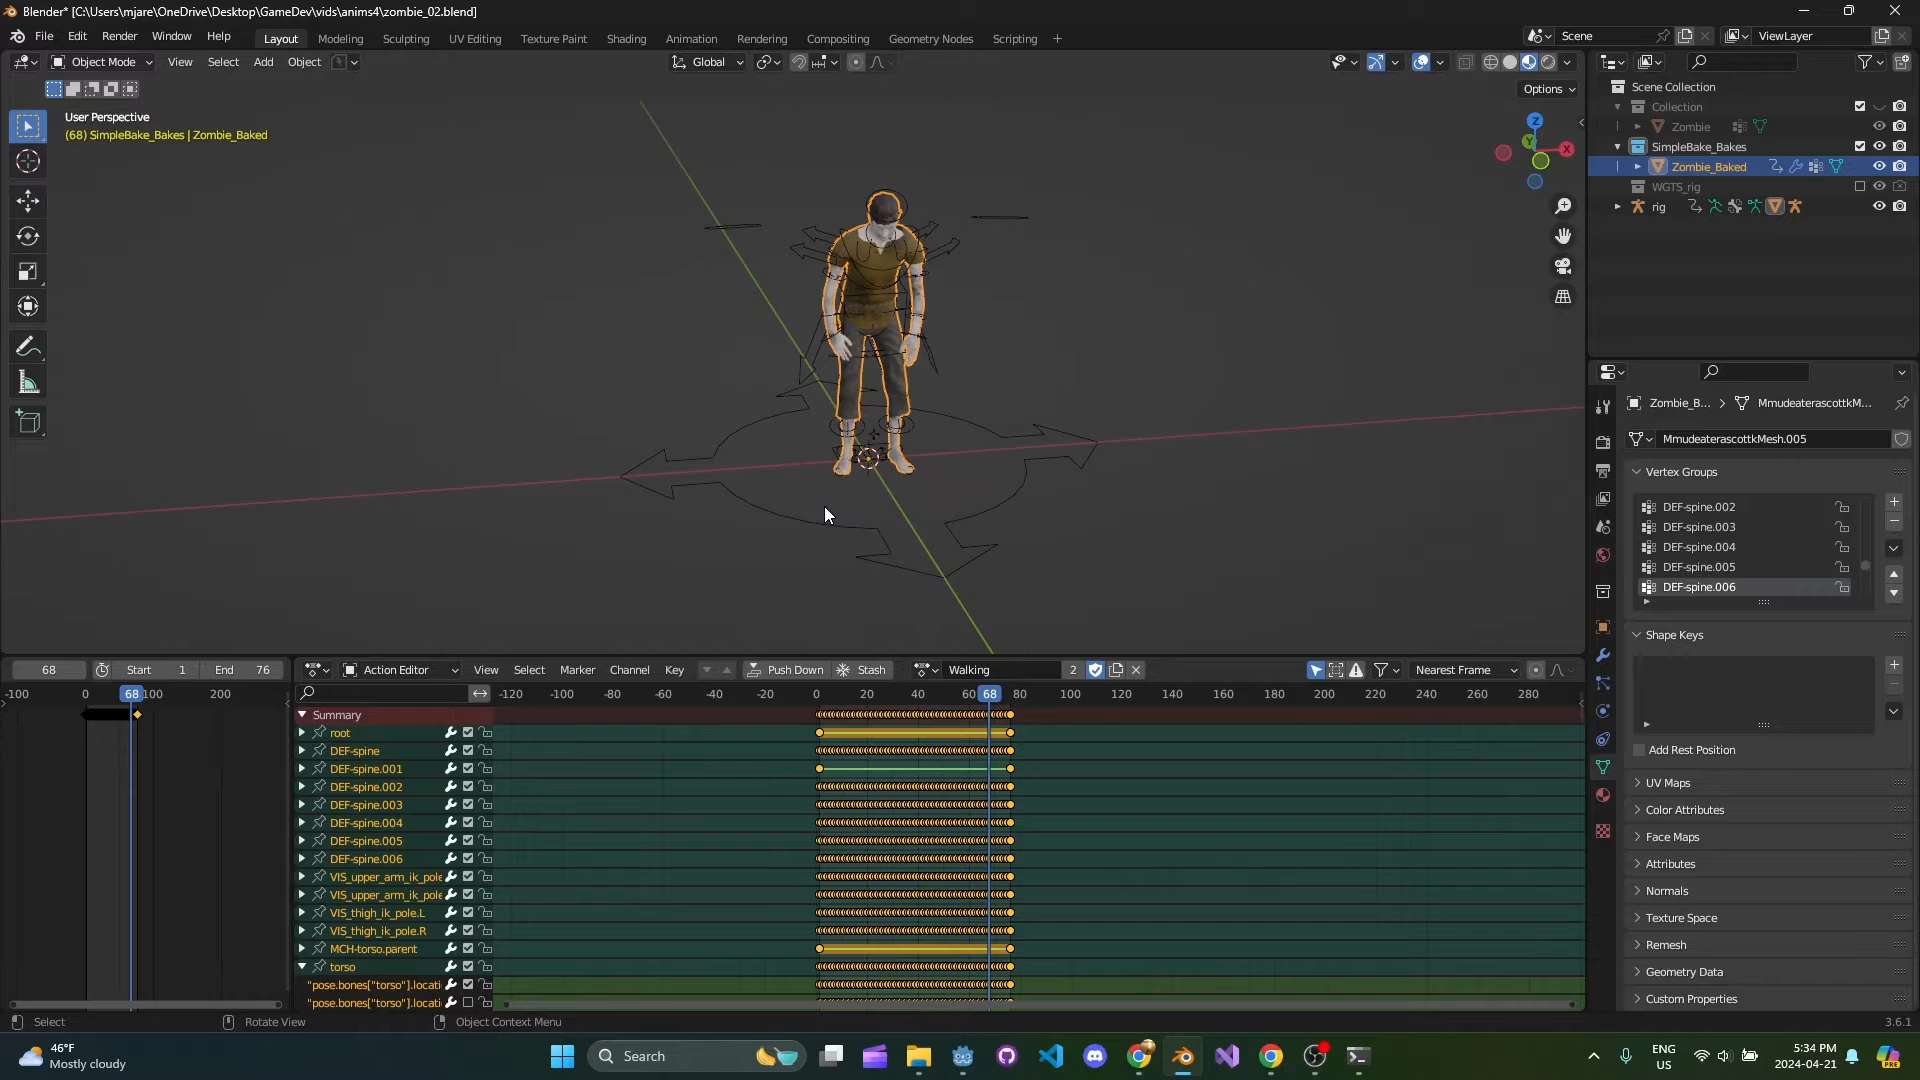 Blender* [C:\Users\mjare\OneDrive\Desktop\GameDev\vids\anims4\zombie_02.blend]
File Edit Render Window Help Layout Modeling Sculpting UV Editing Texture Paint Shading Animation Rendering Compositing Geometry Nodes Scripting + Scene ViewLayer
Object Mode View Select Add Object Global
Options
User Perspective
(68) SimpleBake_Bakes | Zombie_Baked
Z
Y
X
Scene Collection
Collection
Zombie
SimpleBake_Bakes
Zombie_Baked
WGTS_rig
rig
Zombie_B... > MmudeaterascottkM...
MmudeaterascottkMesh.005
Vertex Groups
DEF-spine.002
DEF-spine.003
DEF-spine.004
DEF-spine.005
DEF-spine.006
Shape Keys
Add Rest Position
UV Maps
Color Attributes
Face Maps
Attributes
Normals
Texture Space
Remesh
Geometry Data
Custom Properties
68 Start 1 End 76 Action Editor View Select Marker Channel Key Push Down Stash Walking 2 Nearest Frame
-100 0 68 100 200
-120 -100 -80 -60 -40 -20 0 20 40 60 68 80 100 120 140 160 180 200 220 240 260 280
Summary
root
DEF-spine
DEF-spine.001
DEF-spine.002
DEF-spine.003
DEF-spine.004
DEF-spine.005
DEF-spine.006
VIS_upper_arm_ik_pole
VIS_upper_arm_ik_pole
VIS_thigh_ik_pole.L
VIS_thigh_ik_pole.R
MCH-torso.parent
torso
"pose.bones["torso"].locati
"pose.bones["torso"].locati
Select Rotate View Object Context Menu 3.6.1
46°F
Mostly cloudy
Search
ENG
US
5:34 PM
2024-04-21
PRE